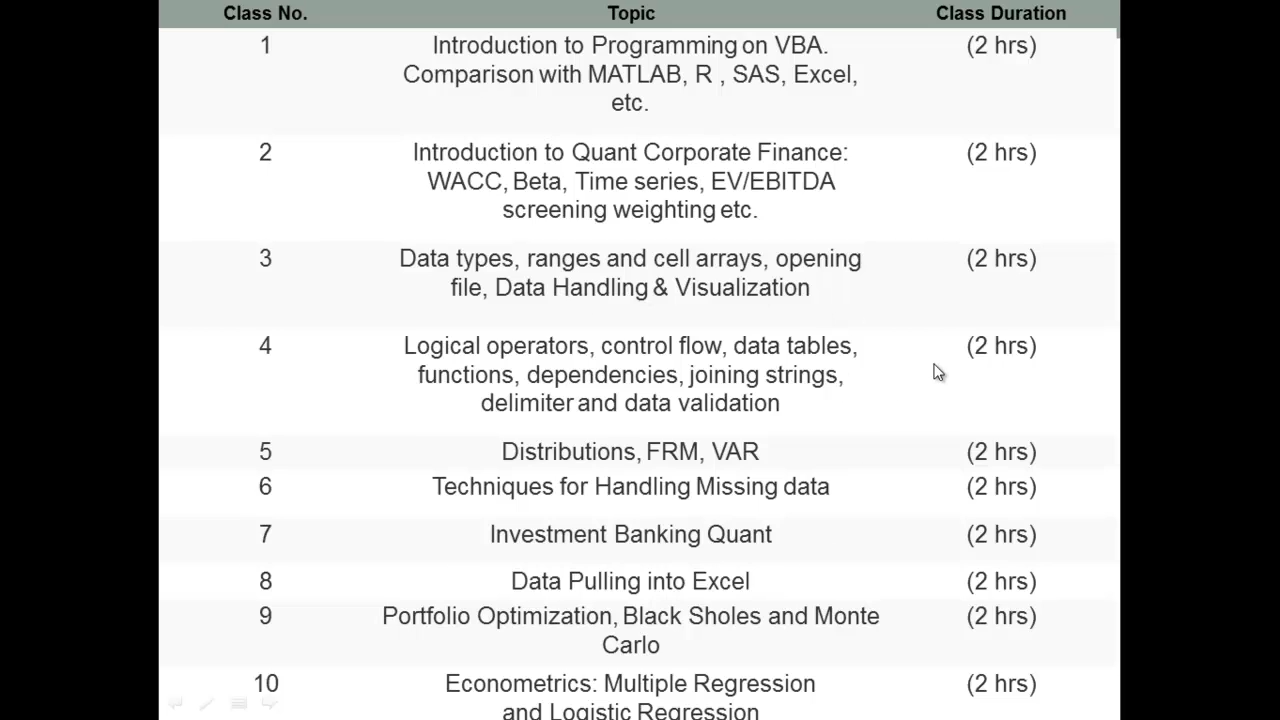 Class No. Topic Class Duration
1 Introduction to Programming on VBA. (2 hrs)
Comparison with MATLAB, R , SAS, Excel,
etc.
2 Introduction to Quant Corporate Finance: (2 hrs)
WACC, Beta, Time series, EV/EBITDA
screening weighting etc.
3 Data types, ranges and cell arrays, opening (2 hrs)
file, Data Handling & Visualization
4 Logical operators, control flow, data tables, (2 hrs)
functions, dependencies, joining strings,
delimiter and data validation
5 Distributions, FRM, VAR (2 hrs)
6 Techniques for Handling Missing data (2 hrs)
7 Investment Banking Quant (2 hrs)
8 Data Pulling into Excel (2 hrs)
9 Portfolio Optimization, Black Sholes and Monte (2 hrs)
Carlo
10 Econometrics: Multiple Regression (2 hrs)
and Logistic Regression